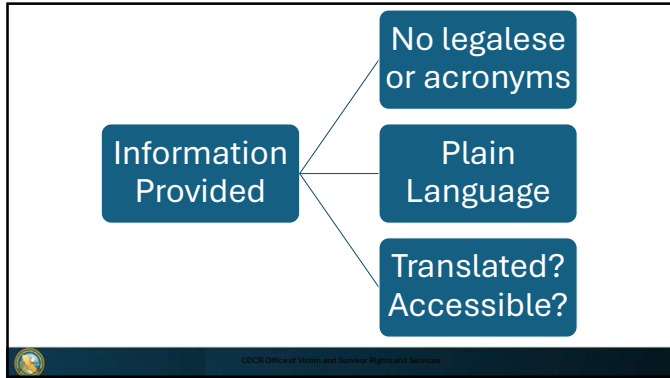 No legalese
or acronyms
Information
Provided
Plain
Language
Translated?
Accessible?
CDCR Office of Victim and Survivor Rights and Services